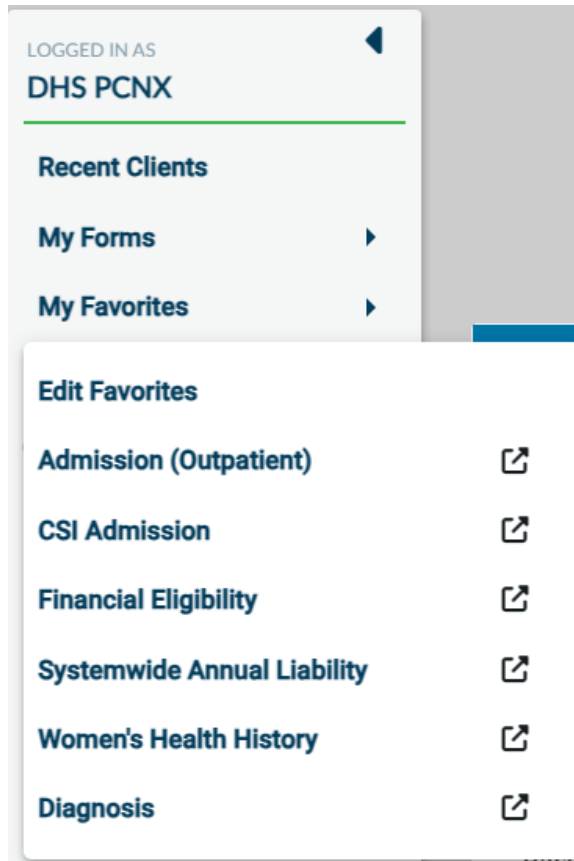 LOGGED IN AS
DHS PCNX
Recent Clients
My Forms
My Favorites
Edit Favorites
Admission (Outpatient)
CSI Admission
Financial Eligibility
Systemwide Annual Liability
Women's Health History
Diagnosis